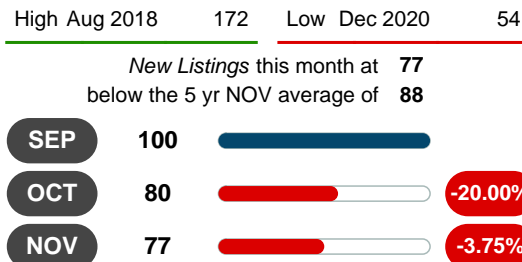 High Aug 2018 172 Low Dec 2020 54
New Listings this month at 77
below the 5 yr NOV average of 88
SEP 100
OCT 80 -20.00%
NOV 77 -3.75%